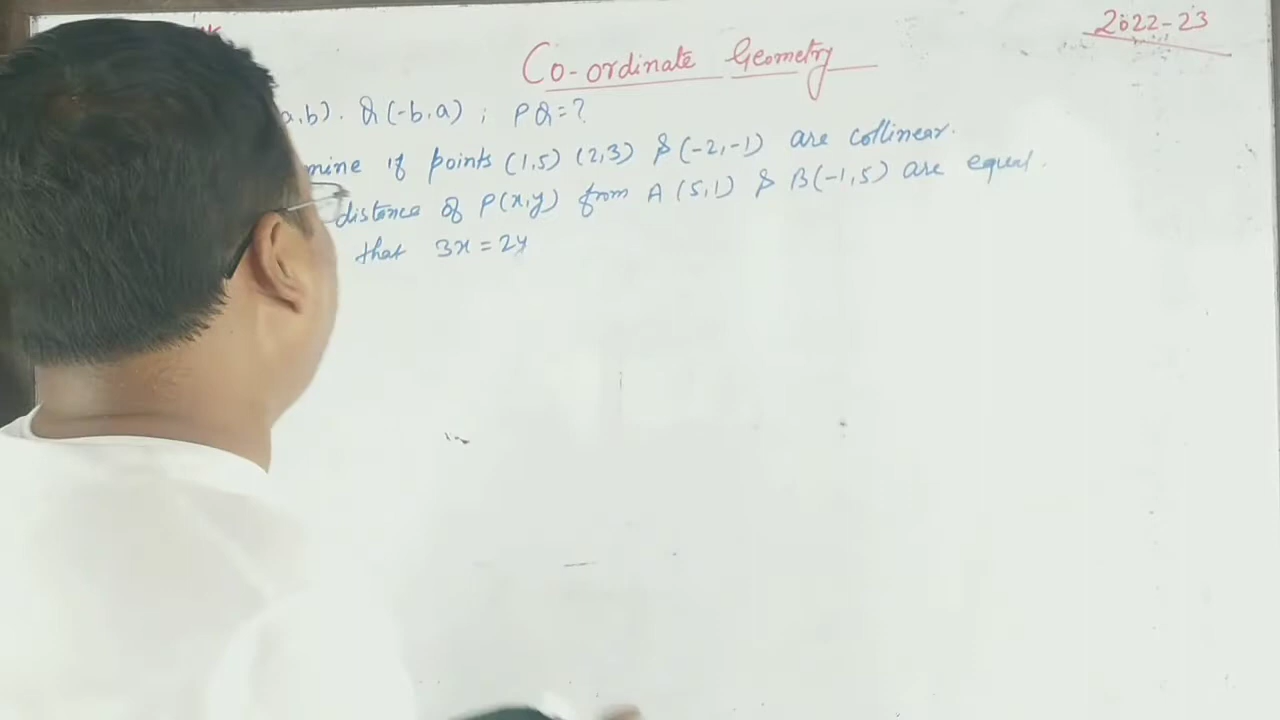 2022-23
Co-ordinate Geometry
a,b). Q(-b,a) ; PQ=?
mine if points (1,5) (2,3) & (-2,-1) are collinear.
distance of P(x,y) from A (5,1) & B(-1,5) are equal.
that 3x = 2y